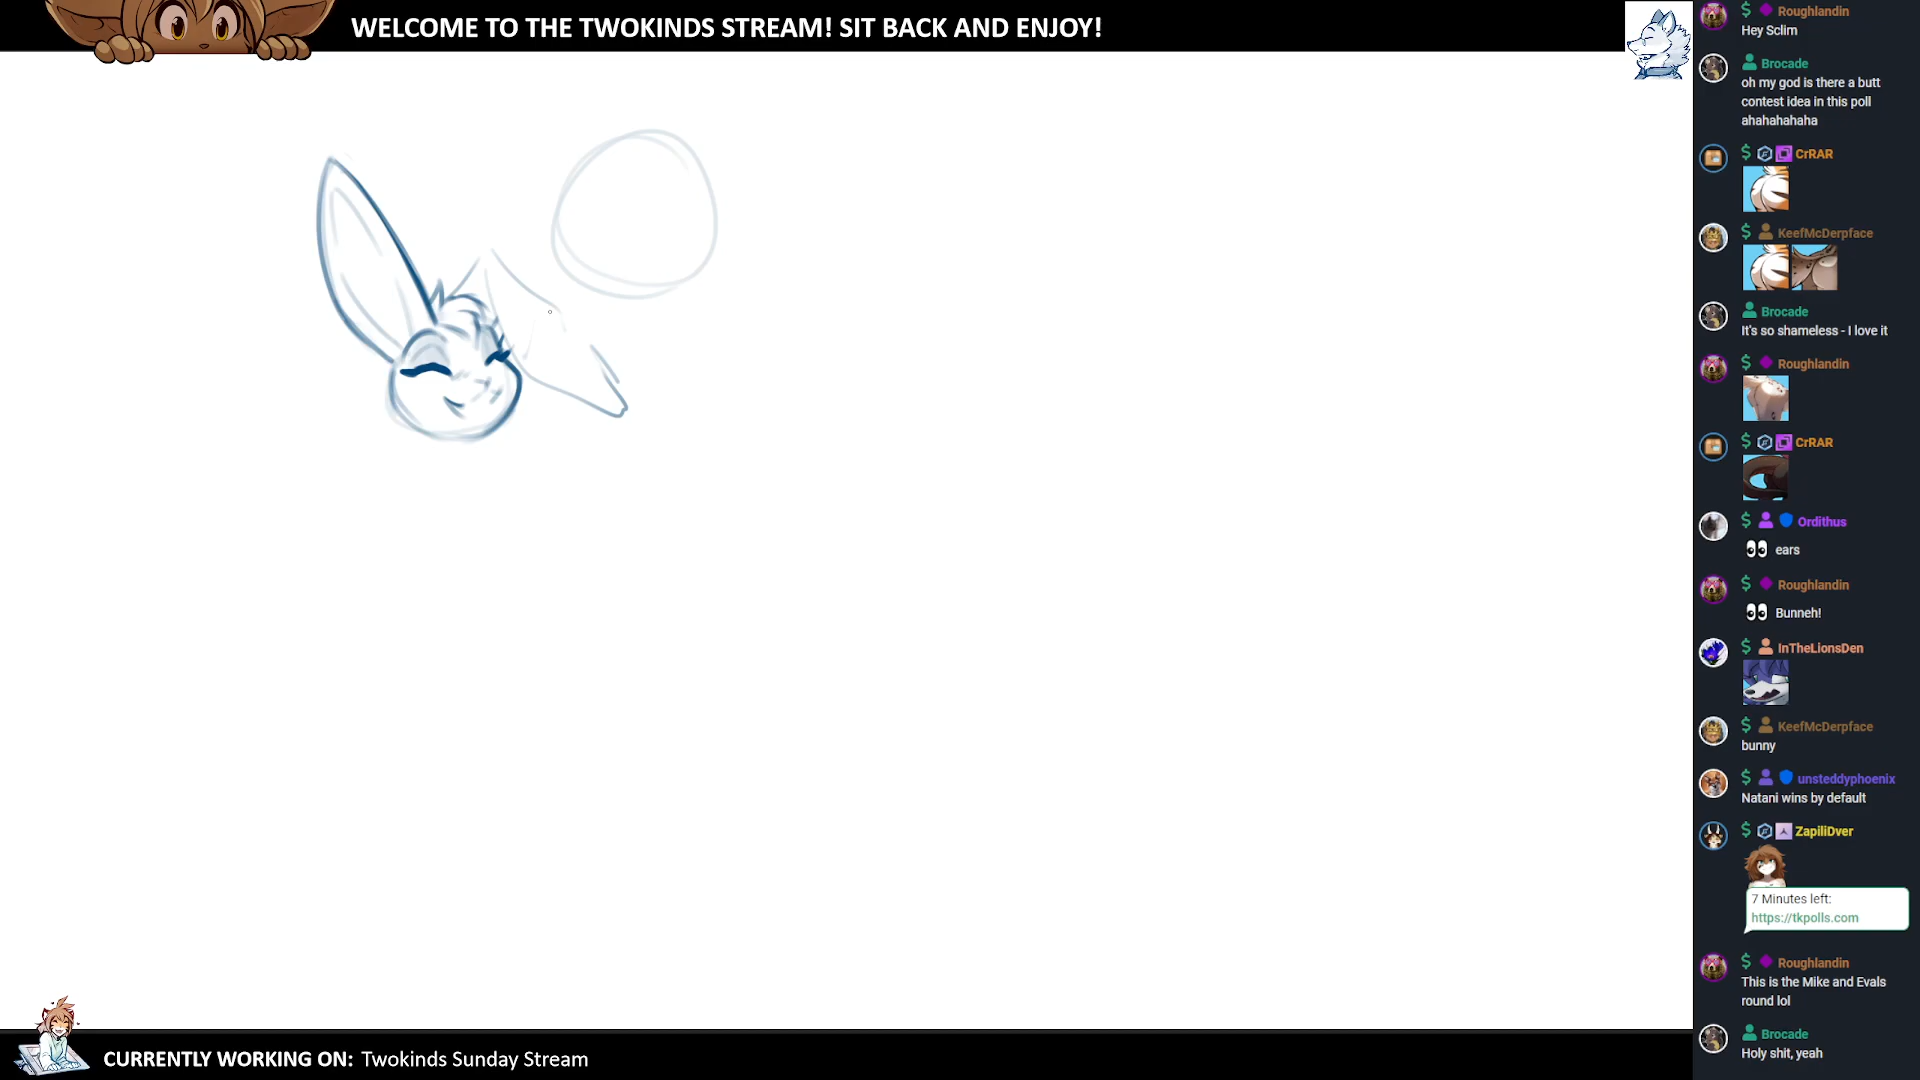 WELCOME TO THE TWOKINDS STREAM! SIT BACK AND ENJOY!
Roughlandin
Hey Sclim
Brocade
oh my god is there a butt
contest idea in this poll
ahahahahaha
CrRAR
KeefMcDerpface
Brocade
It's so shameless - I love it
Roughlandin
CrRAR
Ordithus
ears
Roughlandin
Bunneh!
InTheLionsDen
KeefMcDerpface
bunny
unsteddyphoenix
Natani wins by default
ZapiliDver
7 Minutes left:
https://tkpolls.com
Roughlandin
This is the Mike and Evals
round lol
Brocade
Holy shit, yeah
CURRENTLY WORKING ON: Twokinds Sunday Stream